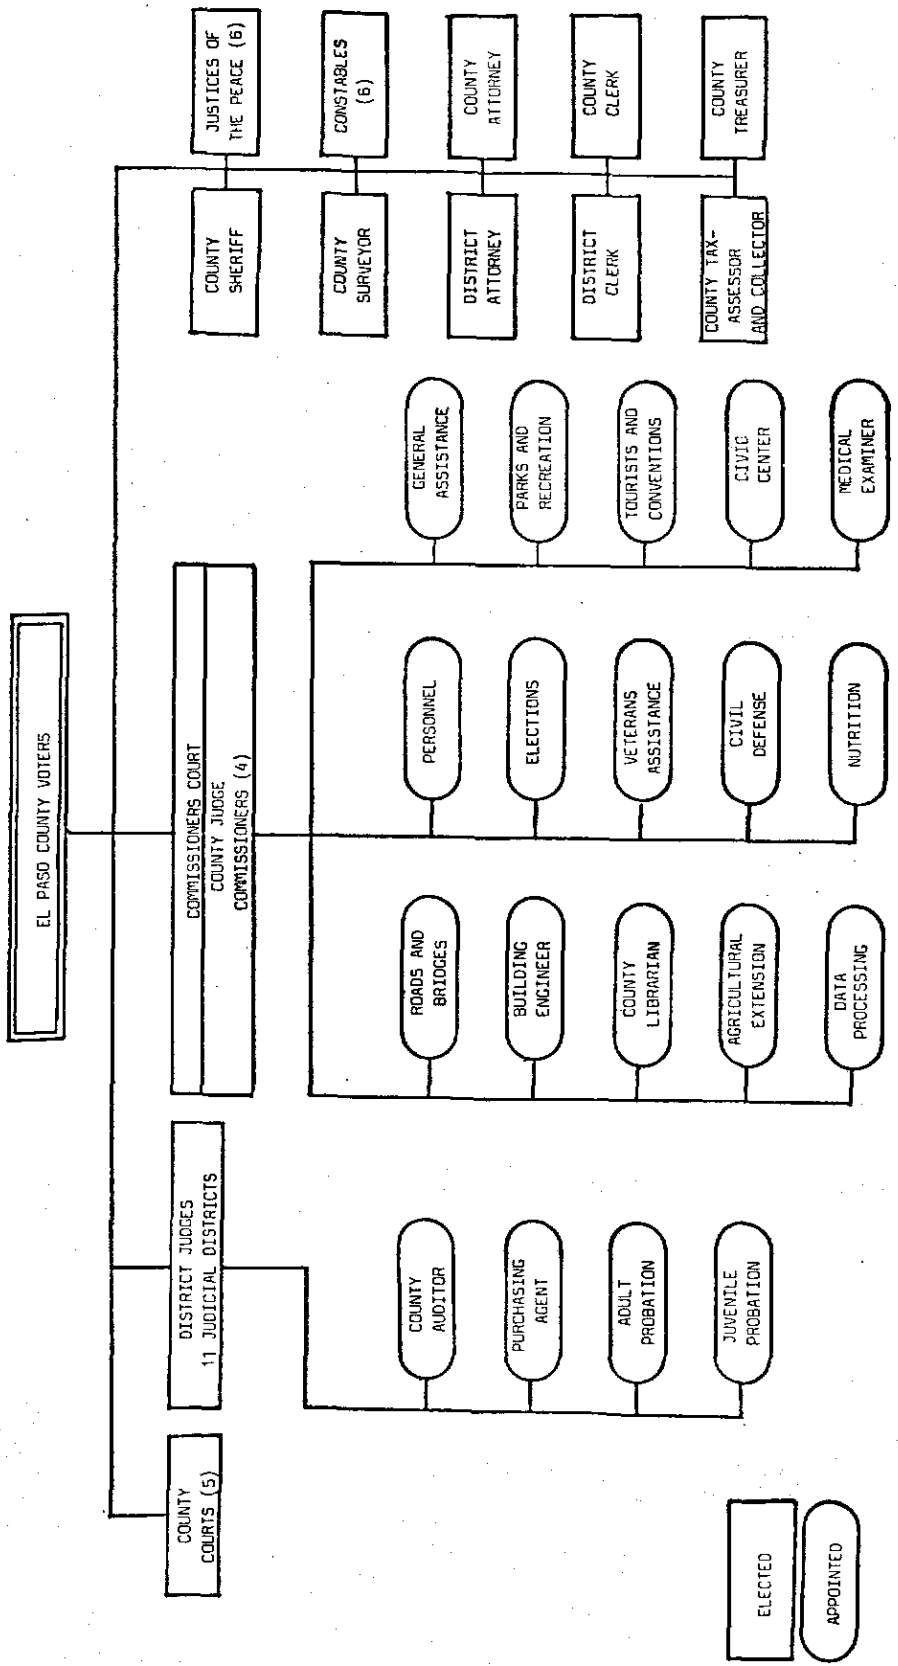 EL PASO COUNTY VOTERS
COUNTY
COURTS (5)
DISTRICT JUDGES
11 JUDICIAL DISTRICTS
COMMISSIONERS COURT
COUNTY JUDGE
COMMISSIONERS (4)
COUNTY
SHERIFF
JUSTICES OF
THE PEACE (6)
COUNTY
SURVEYOR
CONSTABLES
(6)
DISTRICT
ATTORNEY
COUNTY
ATTORNEY
DISTRICT
CLERK
COUNTY
CLERK
COUNTY TAX-
ASSESSOR
AND COLLECTOR
COUNTY
TREASURER
COUNTY
AUDITOR
PURCHASING
AGENT
ADULT
PROBATION
JUVENILE
PROBATION
ROADS AND
BRIDGES
BUILDING
ENGINEER
COUNTY
LIBRARIAN
AGRICULTURAL
EXTENSION
DATA
PROCESSING
PERSONNEL
ELECTIONS
VETERANS
ASSISTANCE
CIVIL
DEFENSE
NUTRITION
GENERAL
ASSISTANCE
PARKS AND
RECREATION
TOURISTS AND
CONVENTIONS
CIVIC
CENTER
MEDICAL
EXAMINER
ELECTED
APPOINTED